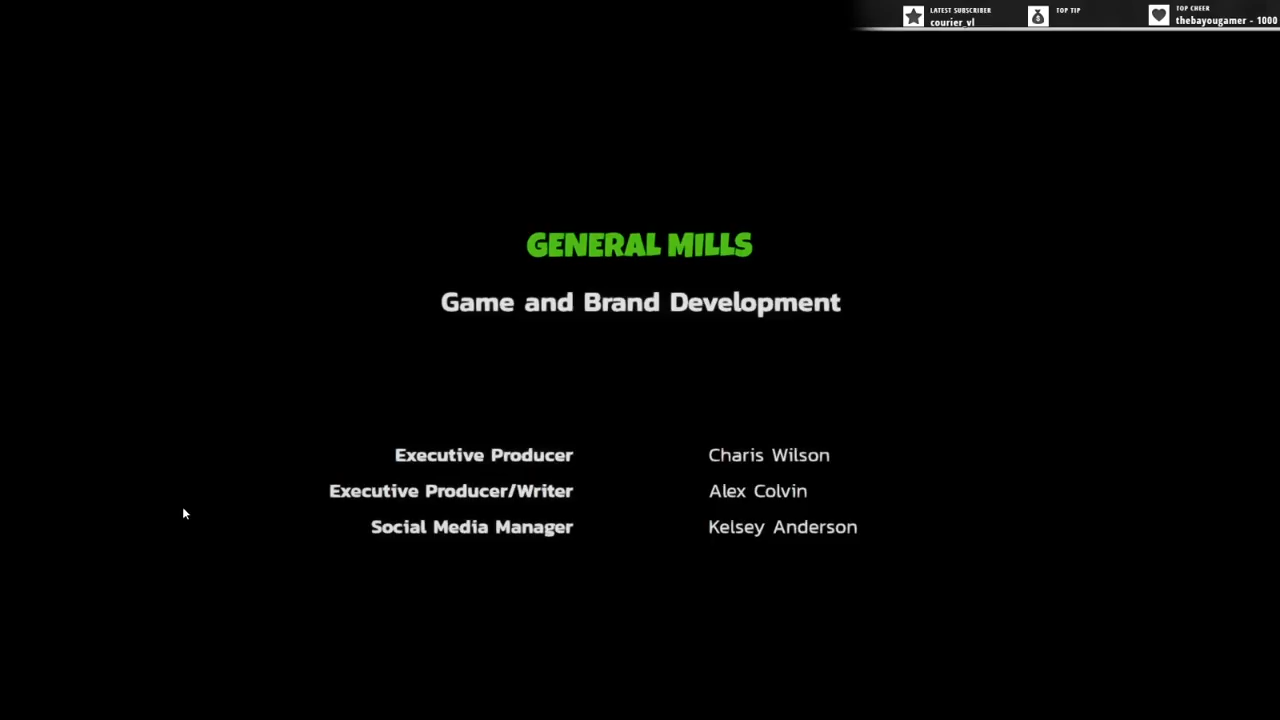 LATEST SUBSCRIBER
courier_vl
TOP TIP
TOP CHEER
thebayougamer - 1000
GENERAL MILLS
Game and Brand Development
Executive Producer Charis Wilson
Executive Producer/Writer Alex Colvin
Social Media Manager Kelsey Anderson